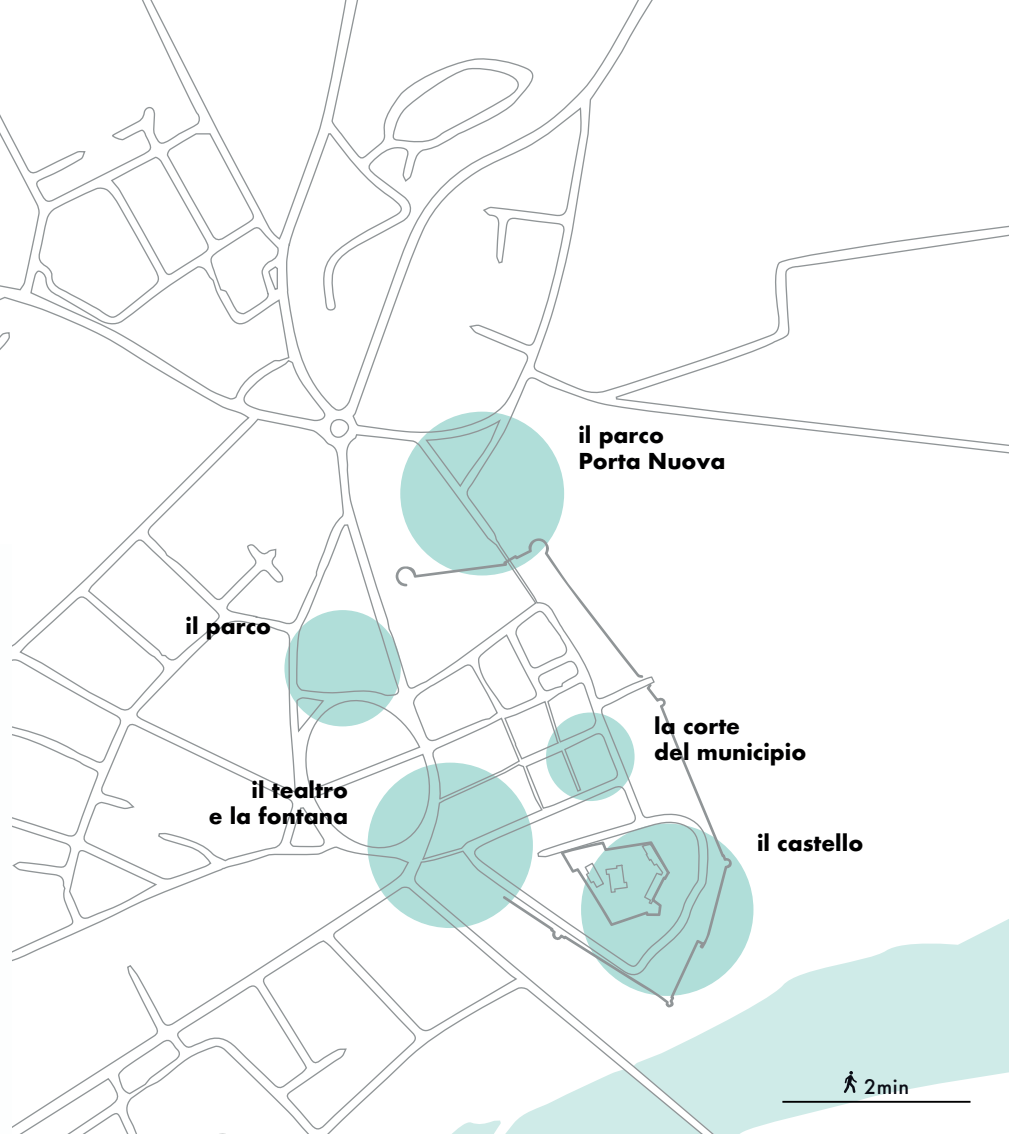 il parco
Porta Nuova
il parco
la corte
del municipio
il tealtro
e la fontana
il castello
2min